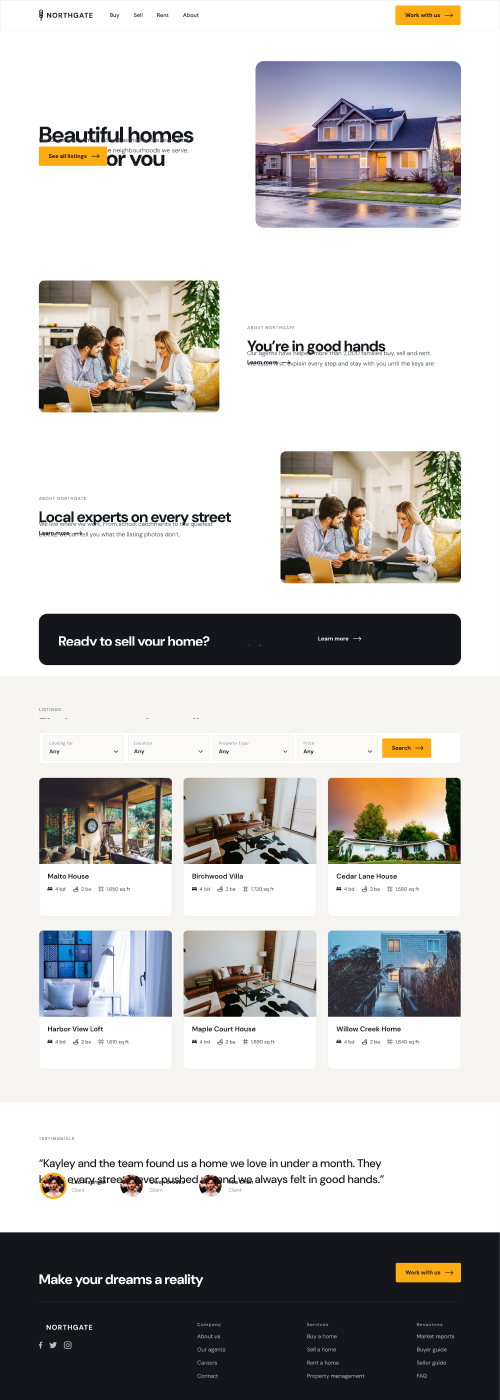 NORTHGATE
Buy
Sell
Rent
About
Work with us
Beautiful homes
neighbourhoods we serve.
See all listings
or you
ABOUT NORTHGATE
You're in good hands
Our agents have helped more than 2,000 families buy, sell and rent.
Learn more
explain every step and stay with you until the keys are
ABOUT NORTHGATE
Local experts on every street
We live where we work. From school catchments to the quietest
Learn more
tell you what the listing photos don't.
Ready to sell your home?
Learn more
LISTINGS
Looking for
Any
Location
Any
Property Type
Any
Price
Any
Search
Malto House
4 bd 2 ba 1,850 sq ft
Birchwood Villa
4 bd 2 ba 1,720 sq ft
Cedar Lane House
4 bd 2 ba 1,580 sq ft
Harbor View Loft
4 bd 2 ba 1,610 sq ft
Maple Court House
4 bd 2 ba 1,690 sq ft
Willow Creek Home
4 bd 2 ba 1,640 sq ft
TESTIMONIALS
“Kayley and the team found us a home we love in under a month. They
every street, never pushed and we always felt in good hands.”
Client
Client
Client
Make your dreams a reality
Work with us
NORTHGATE
Company
About us
Our agents
Careers
Contact
Services
Buy a home
Sell a home
Rent a home
Property management
Resources
Market reports
Buyer guide
Seller guide
FAQ